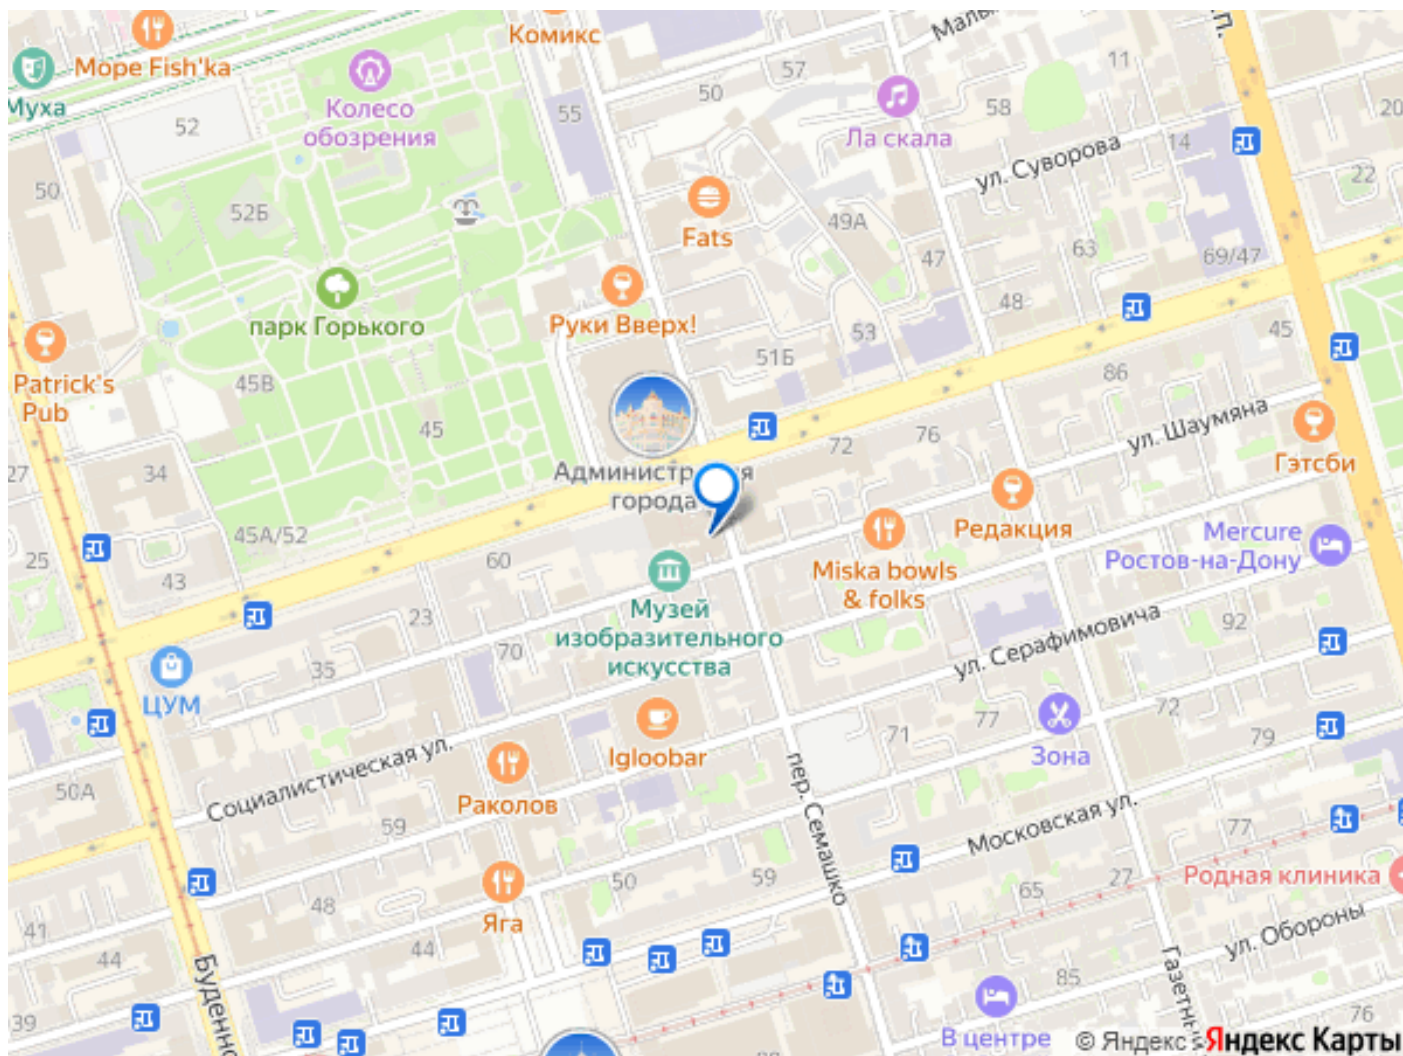 Комикс
Малы
П.
Море Fish'ka
Муха
Колесо
обозрения
52
55
50
57
11
58
20
Ла скала
ул. Суворова
14
22
50
52Б
Fats
49А
47
63
69/47
парк Горького
Руки Вверх!
48
53
45
51Б
86
Patrick's
Pub
45В
45
72
76
ул. Шаумяна
Гэтсби
27
34
Администрация
города
Редакция
Mercure
Ростов-на-Дону
45А/52
25
43
60
Miska bowls
& folks
Музей
изобразительного
искусства
23
35
70
ул. Серафимовича
92
ЦУМ
Igloobar
71
77
72
79
Зона
Социалистическая ул.
50А
Раколов
пер. Семашко
59
Московская ул.
77
Родная клиника
Яга
50
59
65
27
48
41
44
44
ул. Обороны
Буденно
39
85
Газетны
76
В центре
© Яндекс
Яндекс Карты